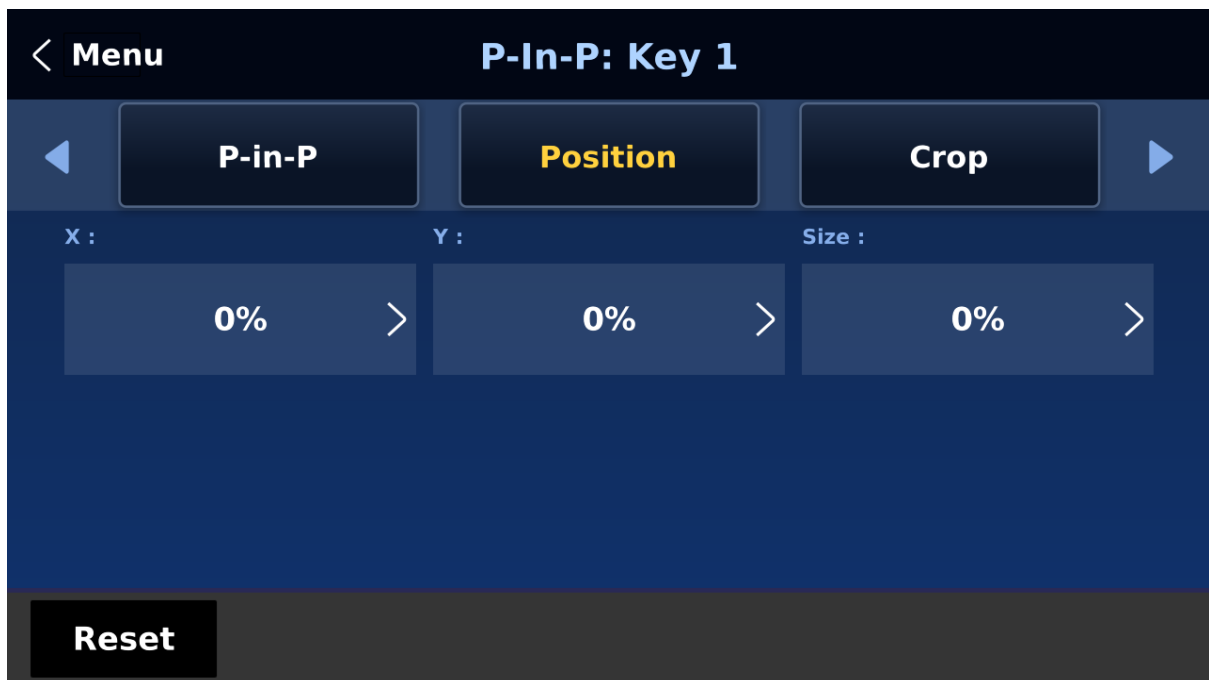 Menu
P-In-P: Key 1
P-in-P
Position
Crop
X :
Y :
Size :
0%
0%
0%
Reset